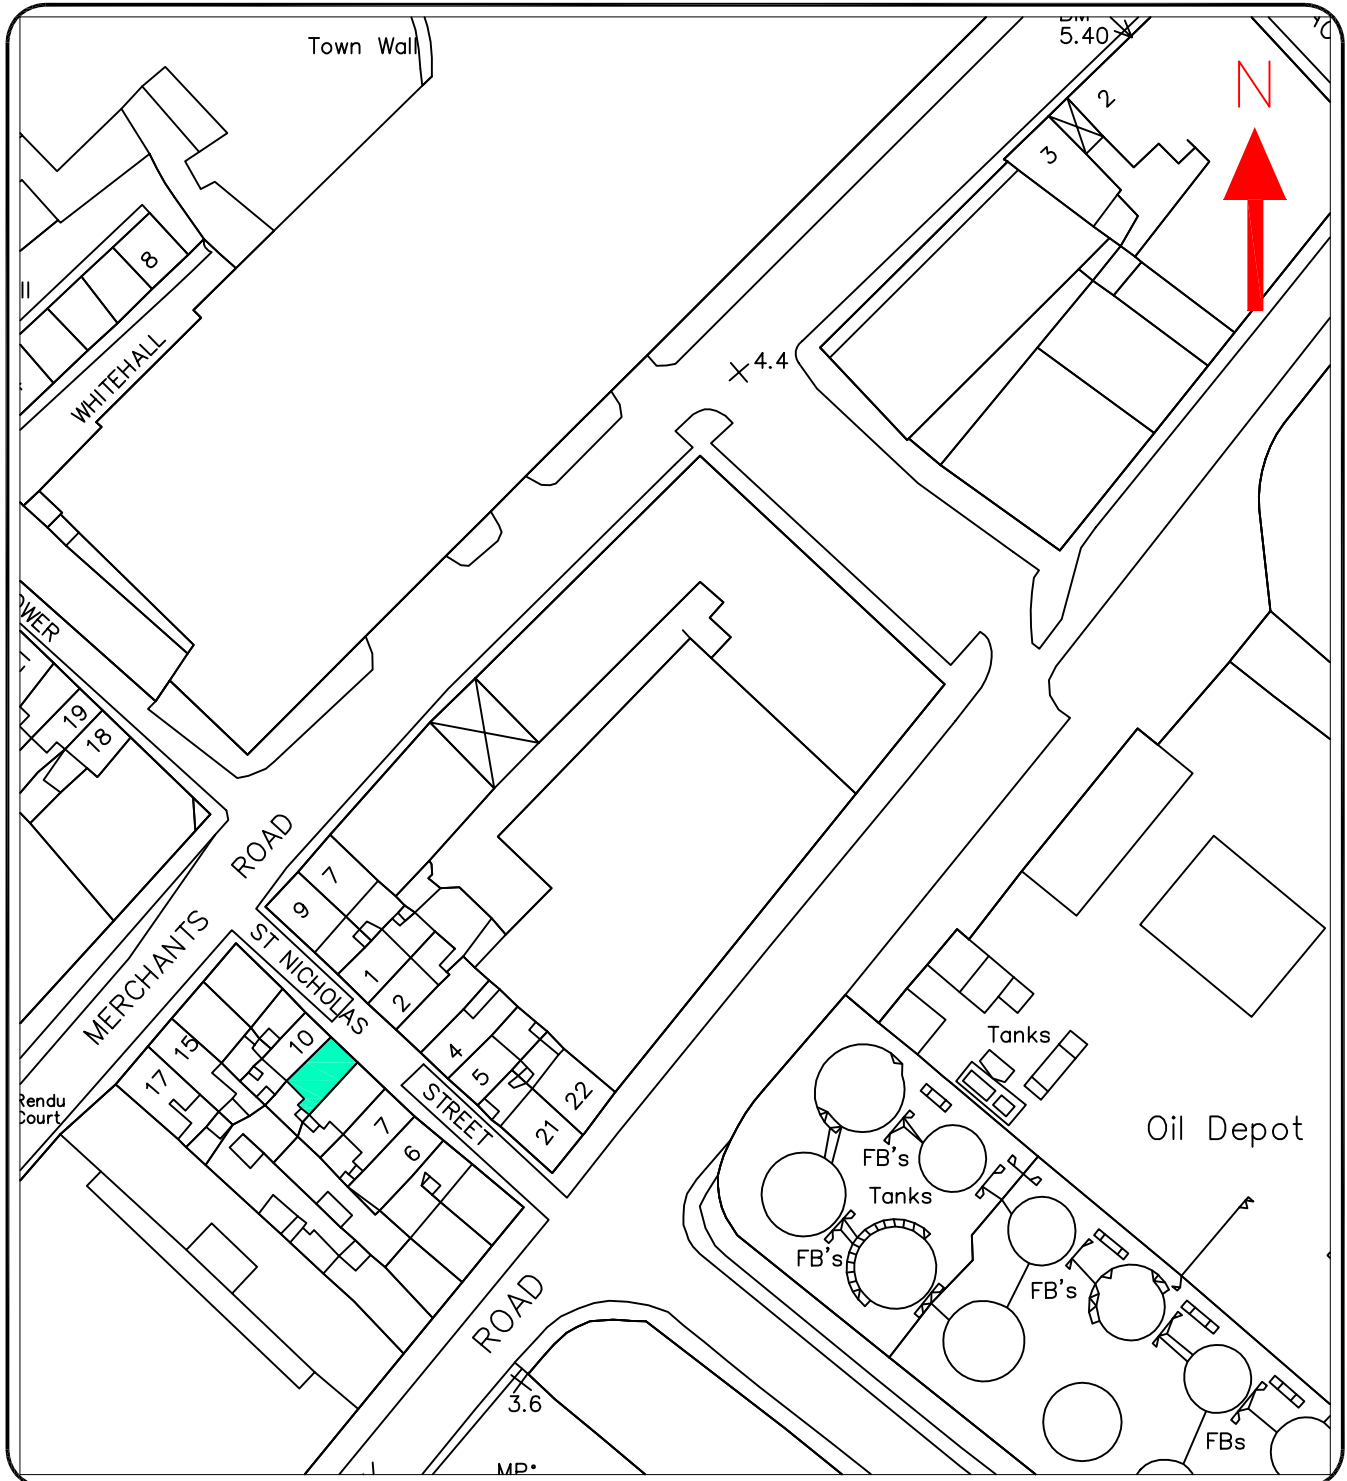 Town Wall
5.40
N
2
3
8
WHITEHALL
4.4
OWER
19
18
ROAD
MERCHANTS
7
9
ST NICHOLAS
STREET
1
2
4
5
22
21
10
15
17
7
6
Rendu
Court
Tanks
Oil Depot
FB's
Tanks
FB's
FB's
FBs
ROAD
3.6